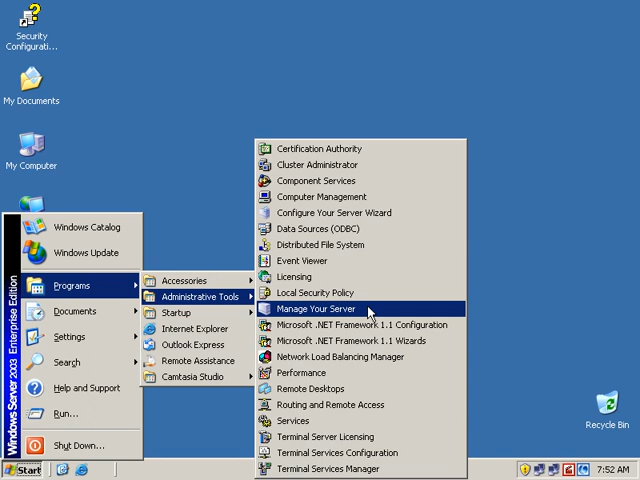 Security
Configurati...
My Documents
My Computer
Windows Server 2003 Enterprise Edition
Windows Catalog
Windows Update
Programs
Documents
Settings
Search
Help and Support
Run...
Shut Down...
Accessories
Administrative Tools
Startup
Internet Explorer
Outlook Express
Remote Assistance
Camtasia Studio
Certification Authority
Cluster Administrator
Component Services
Computer Management
Configure Your Server Wizard
Data Sources (ODBC)
Distributed File System
Event Viewer
Licensing
Local Security Policy
Manage Your Server
Microsoft .NET Framework 1.1 Configuration
Microsoft .NET Framework 1.1 Wizards
Network Load Balancing Manager
Performance
Remote Desktops
Routing and Remote Access
Services
Terminal Server Licensing
Terminal Services Configuration
Terminal Services Manager
Recycle Bin
Start
7:52 AM